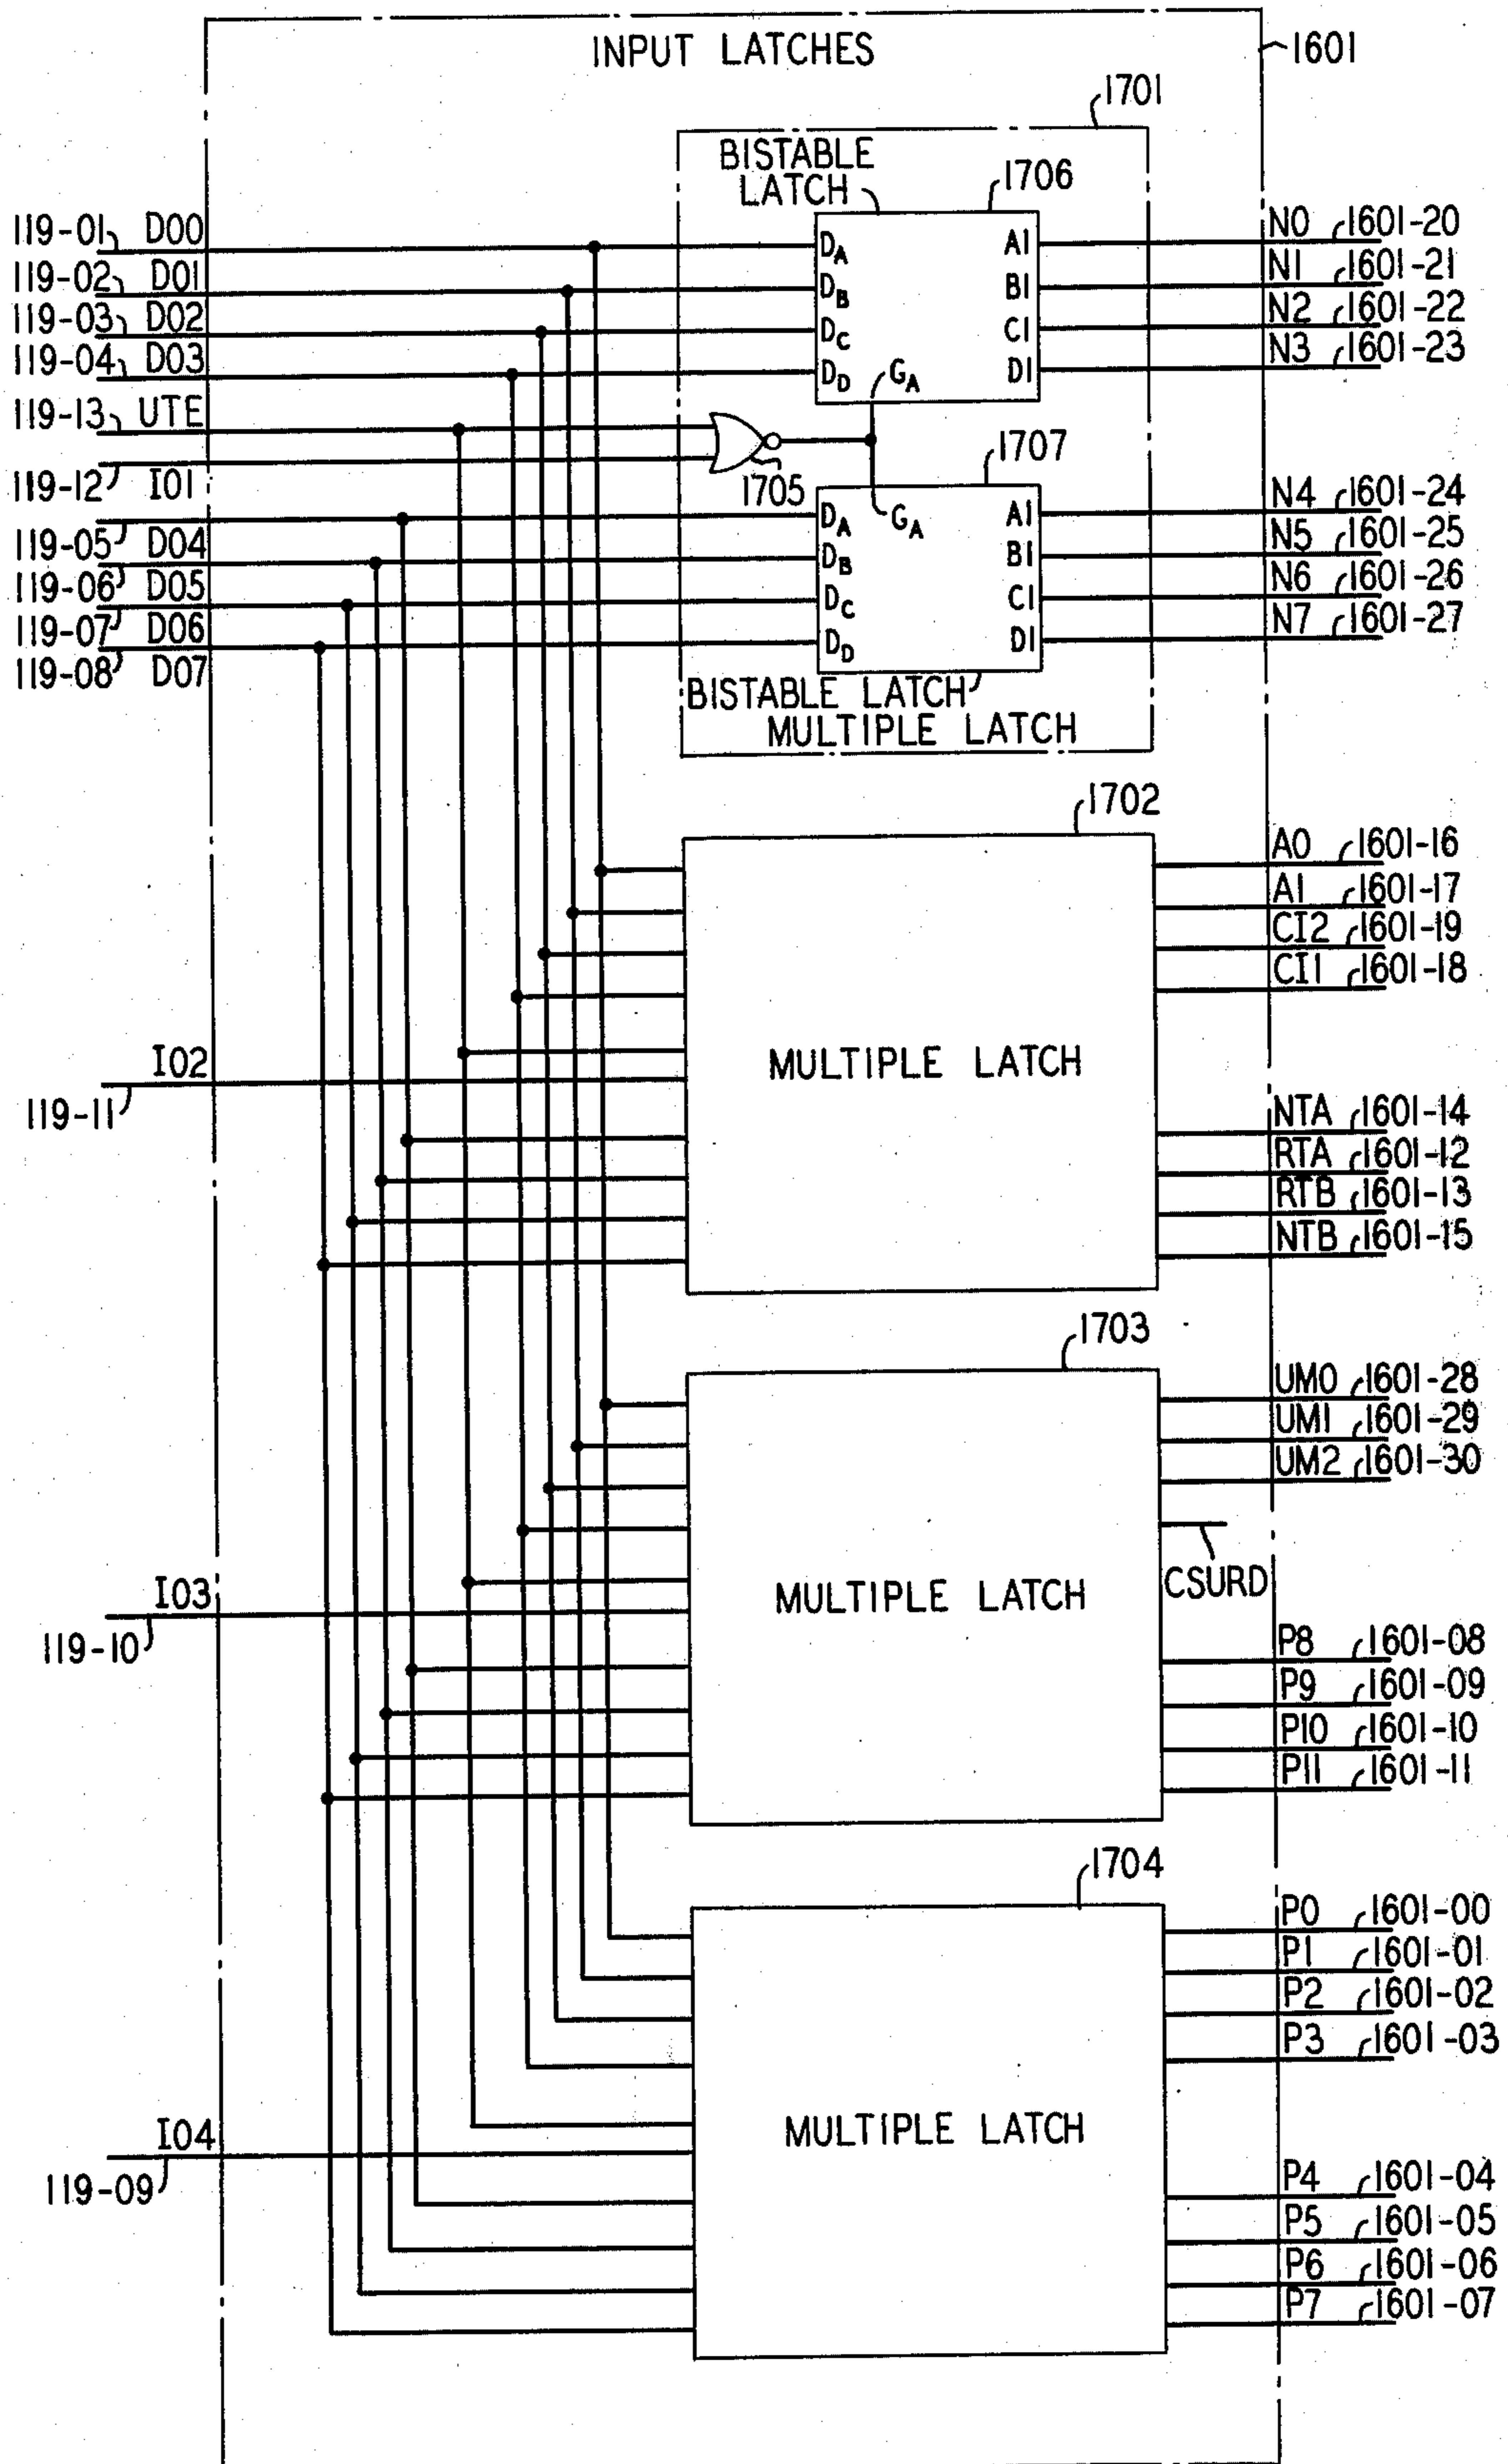 INPUT LATCHES
1601
1701
BISTABLE
LATCH
1706
119-01 D00
DA
A1
N0 1601-20
119-02 D01
DB
B1
N1 1601-21
119-03 D02
DC
C1
N2 1601-22
119-04 D03
DD
GA
D1
N3 1601-23
119-13 UTE
1707
119-12 I01
1705
DA
GA
A1
N4 1601-24
119-05 D04
DB
B1
N5 1601-25
119-06 D05
DC
C1
N6 1601-26
119-07 D06
DD
D1
N7 1601-27
119-08 D07
BISTABLE LATCH
MULTIPLE LATCH
1702
A0 1601-16
A1 1601-17
CI2 1601-19
CI1 1601-18
I02
MULTIPLE LATCH
119-11
NTA 1601-14
RTA 1601-12
RTB 1601-13
NTB 1601-15
1703
UM0 1601-28
UM1 1601-29
UM2 1601-30
I03
MULTIPLE LATCH
CSURD
119-10
P8 1601-08
P9 1601-09
P10 1601-10
P11 1601-11
1704
P0 1601-00
P1 1601-01
P2 1601-02
P3 1601-03
I04
MULTIPLE LATCH
119-09
P4 1601-04
P5 1601-05
P6 1601-06
P7 1601-07